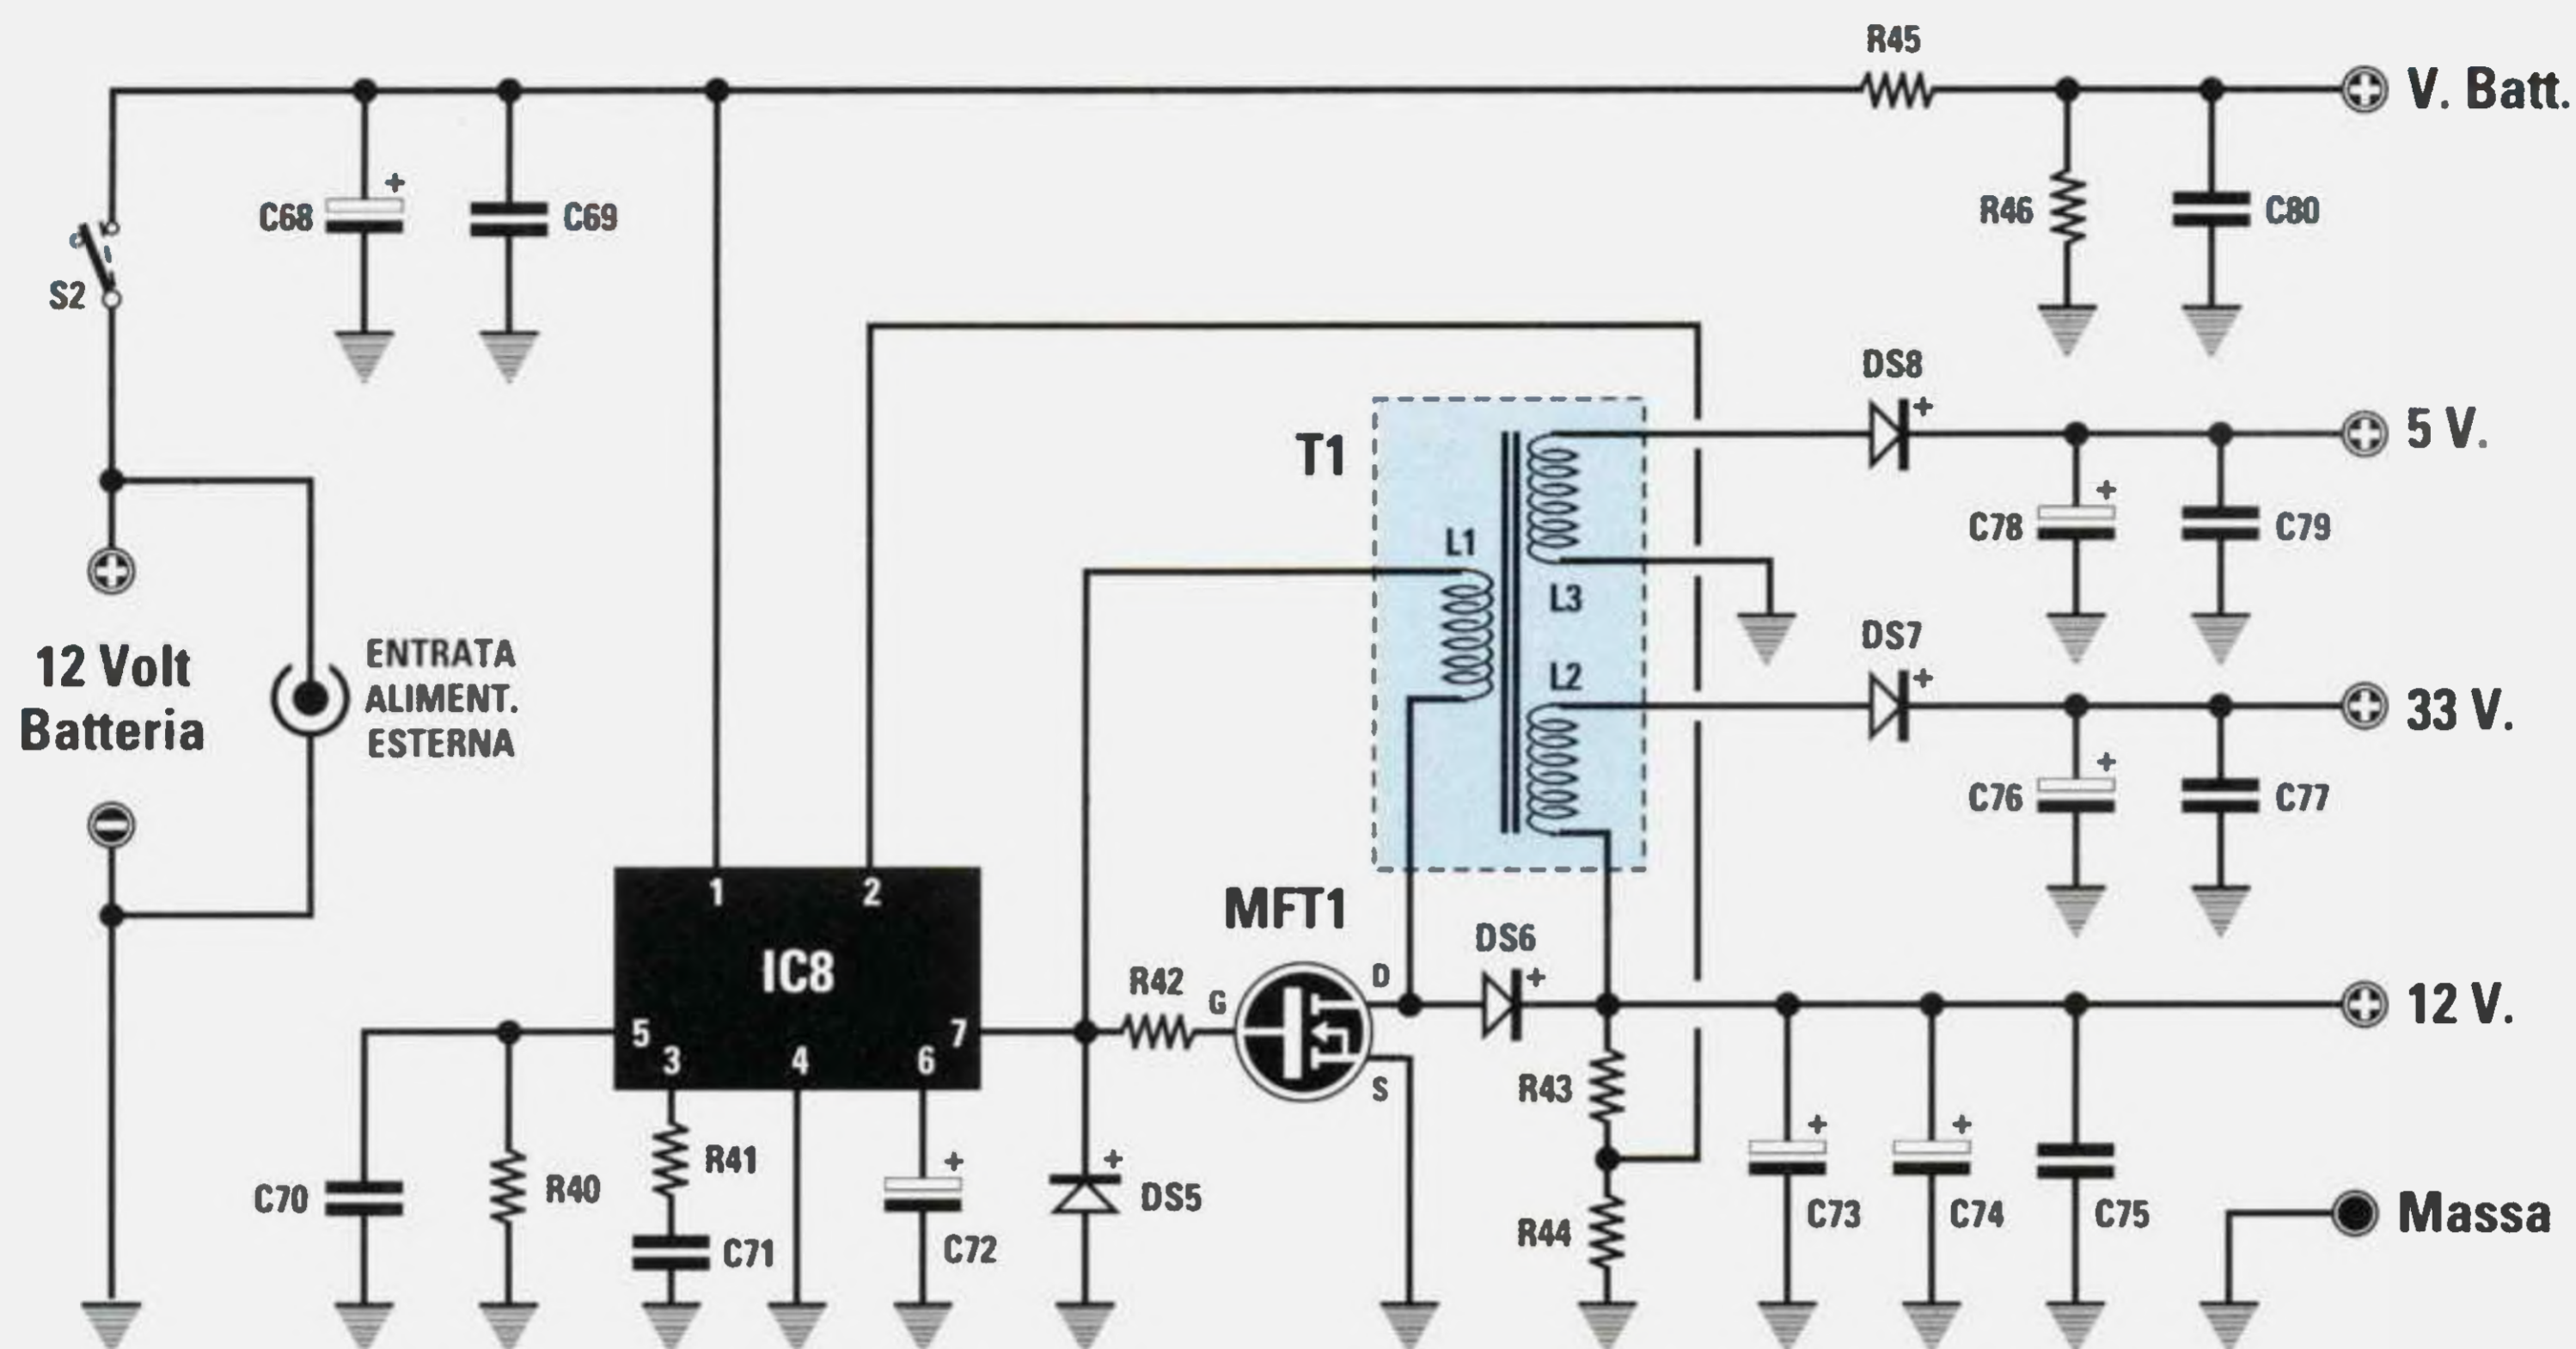 R45
V. Batt.
C68
+
C69
R46
C80
S2
DS8
+
5 V.
T1
+
C78
C79
L1
L3
12 Volt
Batteria
ENTRATA
ALIMENT.
ESTERNA
DS7
+
L2
33 V.
+
C76
C77
1
2
IC8
5
3
4
6
7
MFT1
R42
G
D
S
DS6
+
12 V.
R43
R44
C70
R40
R41
C71
+
C72
+
DS5
+
C73
+
C74
C75
Massa